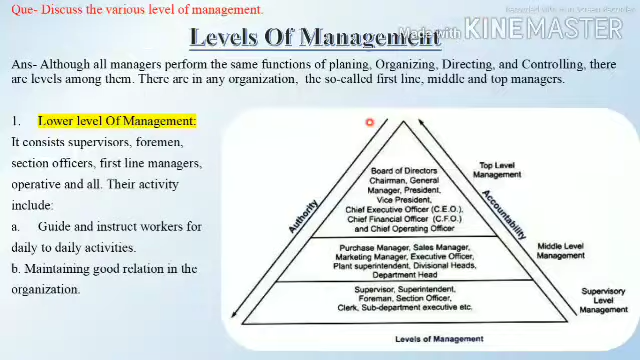 Que- Discuss the various level of management.
Made with KINEMASTER
Levels Of Management
Ans- Although all managers perform the same functions of planing, Organizing, Directing, and Controlling, there
are levels among them. There are in any organization, the so-called first line, middle and top managers.
1. Lower level Of Management:
It consists supervisors, foremen,
section officers, first line managers,
operative and all. Their activity
include:
a. Guide and instruct workers for
daily to daily activities.
b. Maintaining good relation in the
organization.
Authority
Board of Directors
Chairman, General
Manager, President,
Vice President,
Chief Executive Officer (C.E.O.),
Chief Financial Officer (C.F.O.)
and Chief Operating Officer
Accountability
Top Level
Management
Purchase Manager, Sales Manager,
Marketing Manager, Executive Officer,
Plant superintendent, Divisional Heads,
Department Head
Middle Level
Management
Supervisor, Superintendent,
Foreman, Section Officer,
Clerk, Sub-department executive etc.
Supervisory
Level
Management
Levels of Management